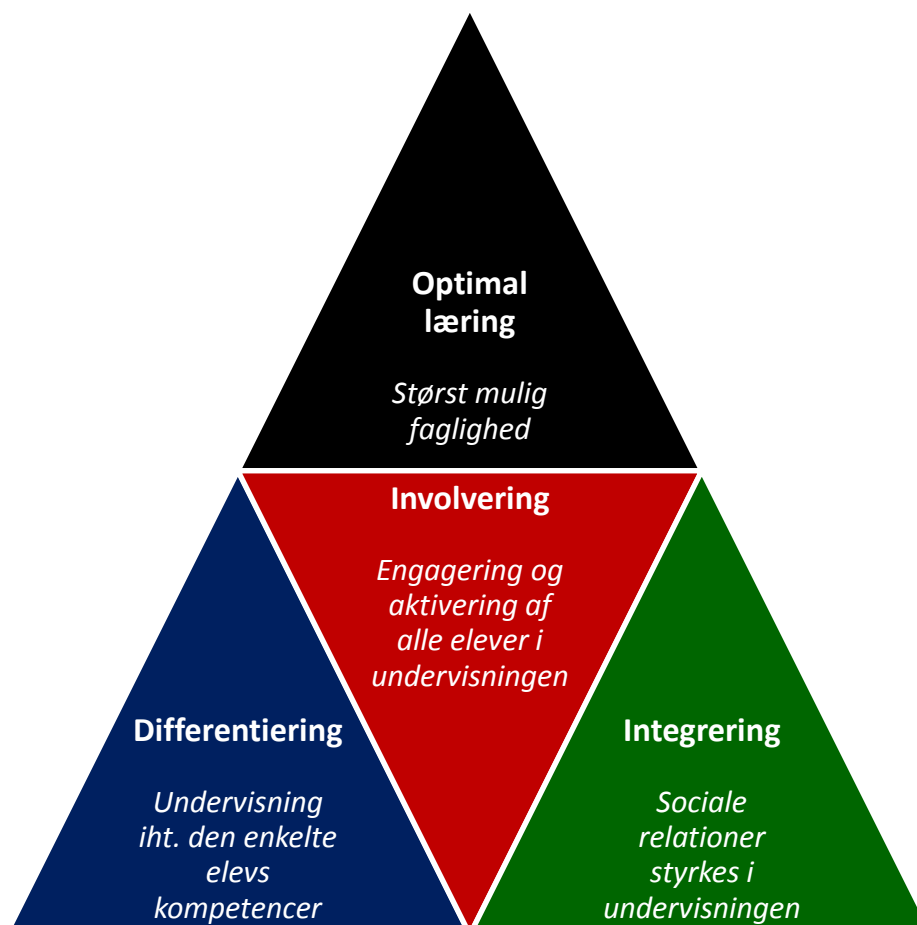 Optimal
læring
Størst mulig
faglighed
Involvering
Engagering og
aktivering af
alle elever i
undervisningen
Differentiering
Undervisning
iht. den enkelte
elevs
kompetencer
Integrering
Sociale
relationer
styrkes i
undervisningen